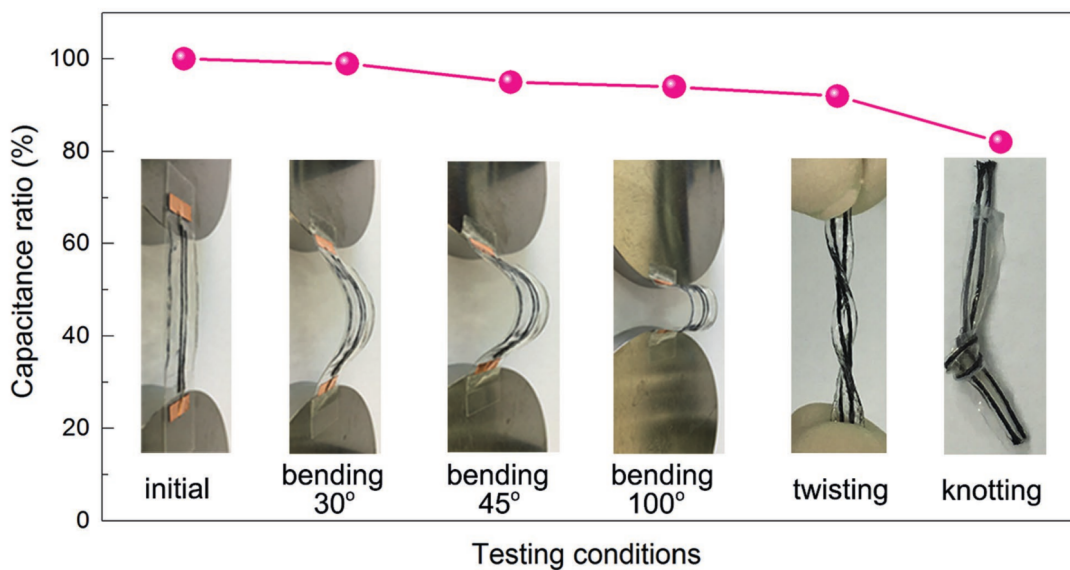 Capacitance ratio (%)
100
80
60
40
20
0
initial
bending
30°
bending
45°
bending
100°
twisting
knotting
Testing conditions